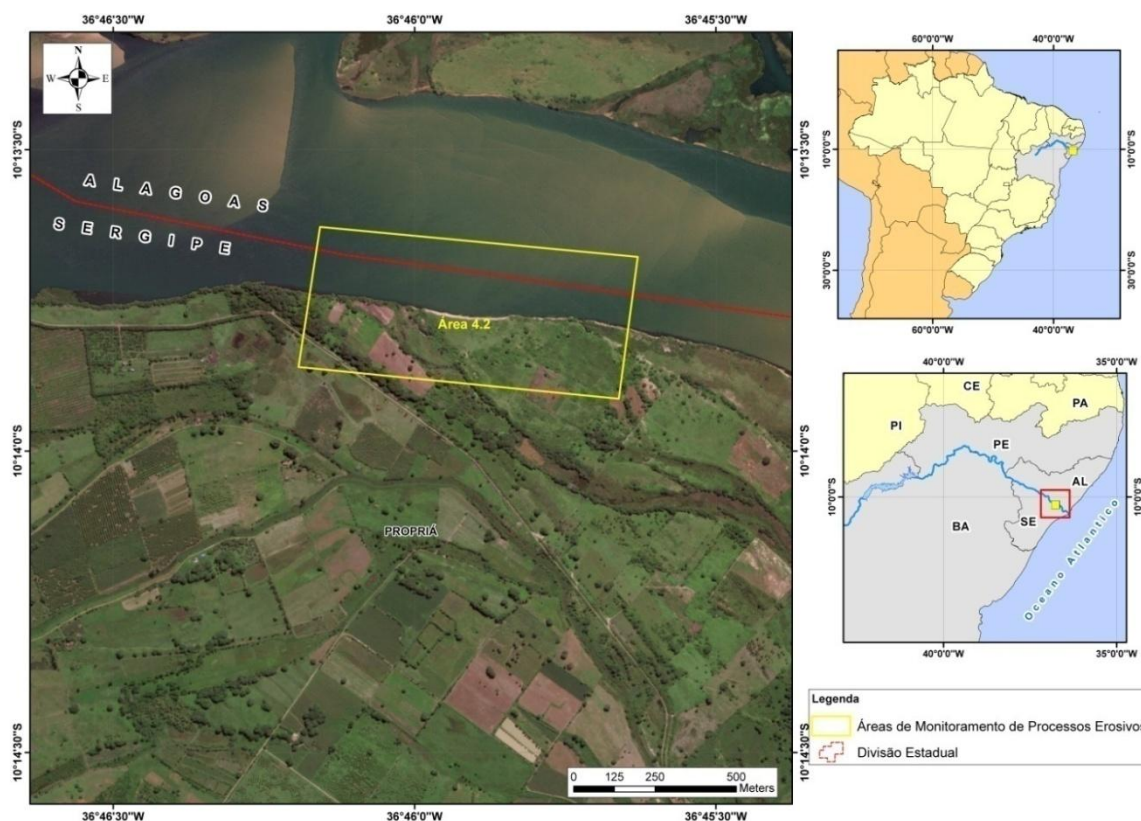 36°46'30"W 36°46'0"W 36°45'30"W
N
W E
S
10°13'30"S 10°13'30"S
ALAGOAS
SERGIPE
Área 4.2
10°14'0"S 10°14'0"S
PROPRIÁ
10°14'30"S 10°14'30"S
0 125 250 500
Meters
36°46'30"W 36°46'0"W 36°45'30"W
60°0'0"W 40°0'0"W
10°0'0"S 10°0'0"S
30°0'0"S 30°0'0"S
60°0'0"W 40°0'0"W
40°0'0"W 35°0'0"W
CE
PA
PI
PE
AL
10°0'0"S 10°0'0"S
SE
BA
Oceano Atlantico
40°0'0"W 35°0'0"W
Legenda
Áreas de Monitoramento de Processos Erosivos
Divisão Estadual